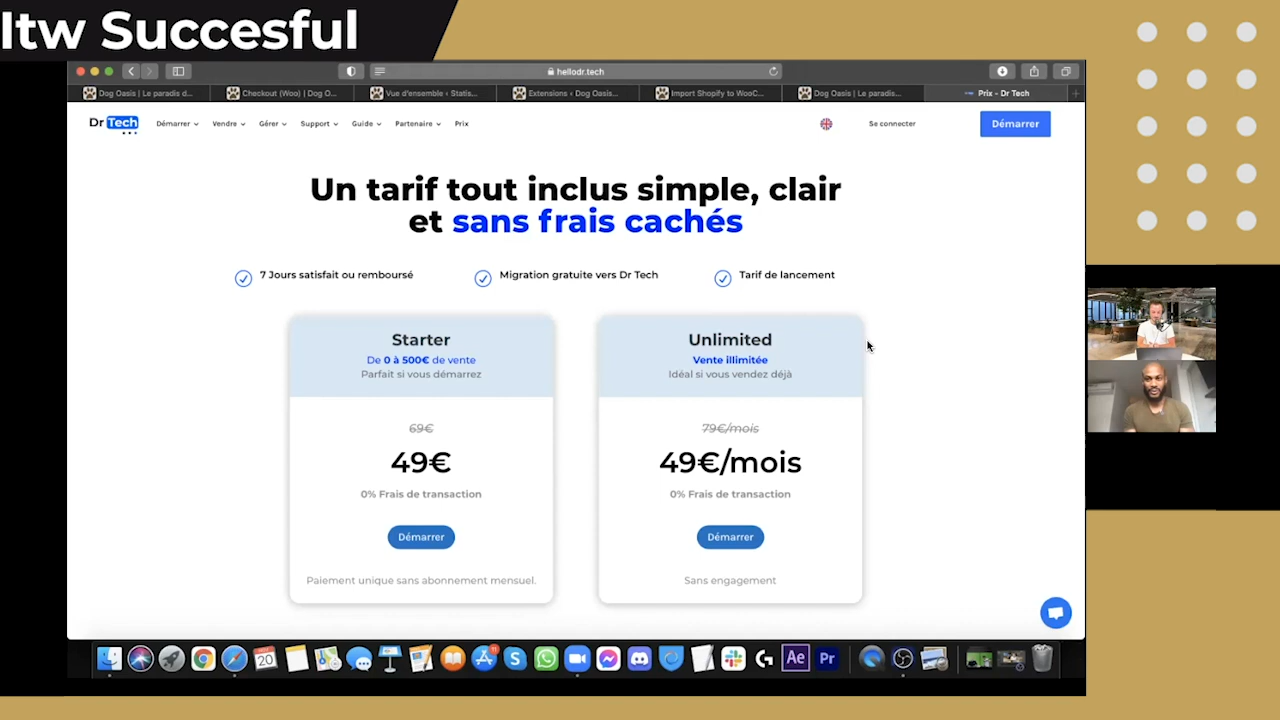 Itw Succesful
hellodr.tech
Dog Oasis | Le paradis d...
Checkout (Woo) | Dog O...
Vue d'ensemble ‹ Statis...
Extensions ‹ Dog Oasis...
Import Shopify to WooC...
Dog Oasis | Le paradis...
Prix - Dr Tech
Dr Tech
Démarrer
Vendre
Gérer
Support
Guide
Partenaire
Prix
Se connecter
Démarrer
Un tarif tout inclus simple, clair
et sans frais cachés
7 Jours satisfait ou remboursé
Migration gratuite vers Dr Tech
Tarif de lancement
Starter
De 0 à 500€ de vente
Parfait si vous démarrez
69€
49€
0% Frais de transaction
Démarrer
Paiement unique sans abonnement mensuel.
Unlimited
Vente illimitée
Idéal si vous vendez déjà
79€/mois
49€/mois
0% Frais de transaction
Démarrer
Sans engagement
20
11
Ae
Pr